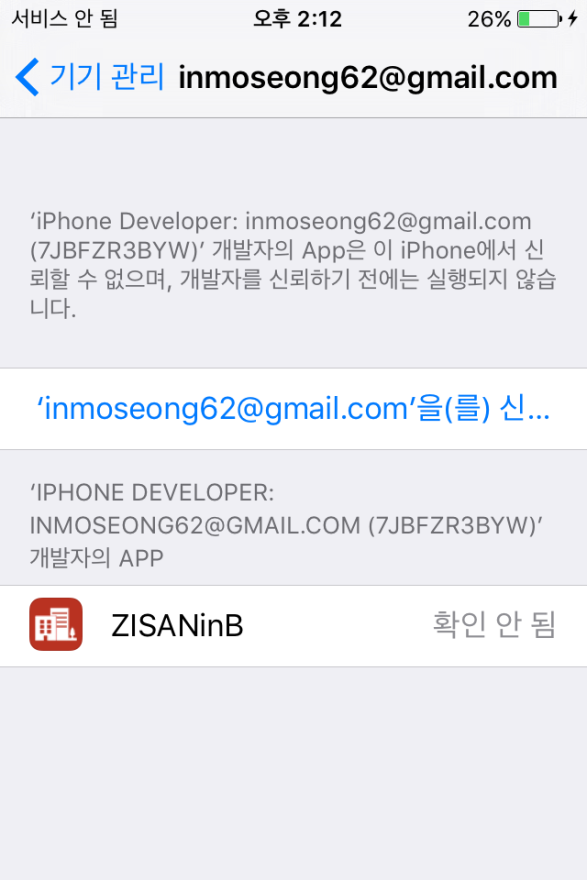 서비스 안 됨 오후 2:12 26%
기기 관리 inmoseong62@gmail.com
‘iPhone Developer: inmoseong62@gmail.com
(7JBFZR3BYW)’ 개발자의 App은 이 iPhone에서 신
뢰할 수 없으며, 개발자를 신뢰하기 전에는 실행되지 않습
니다.
‘inmoseong62@gmail.com’을(를) 신...
‘IPHONE DEVELOPER:
INMOSEONG62@GMAIL.COM (7JBFZR3BYW)’
개발자의 APP
ZISANinB 확인 안 됨